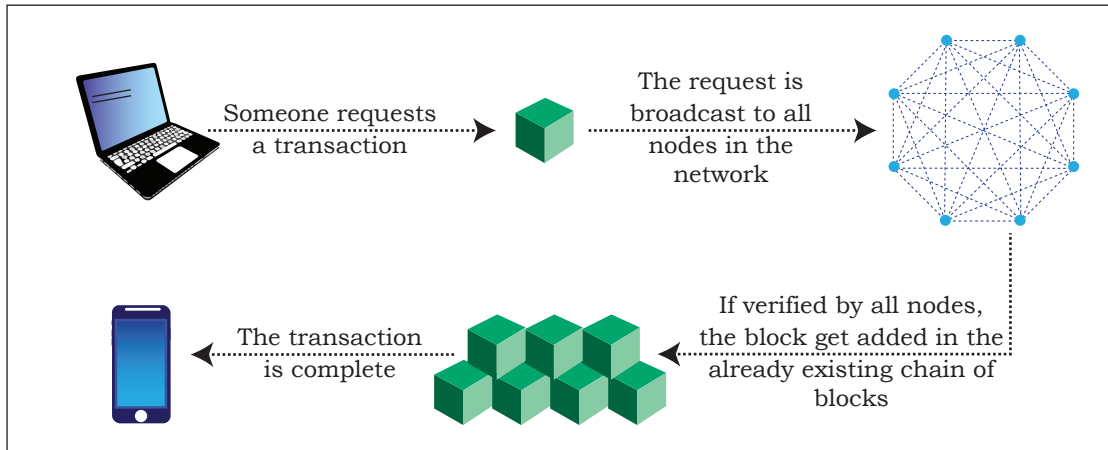 Someone requests
a transaction
The request is
broadcast to all
nodes in the
network
If verified by all nodes,
the block get added in the
already existing chain of
blocks
The transaction
is complete